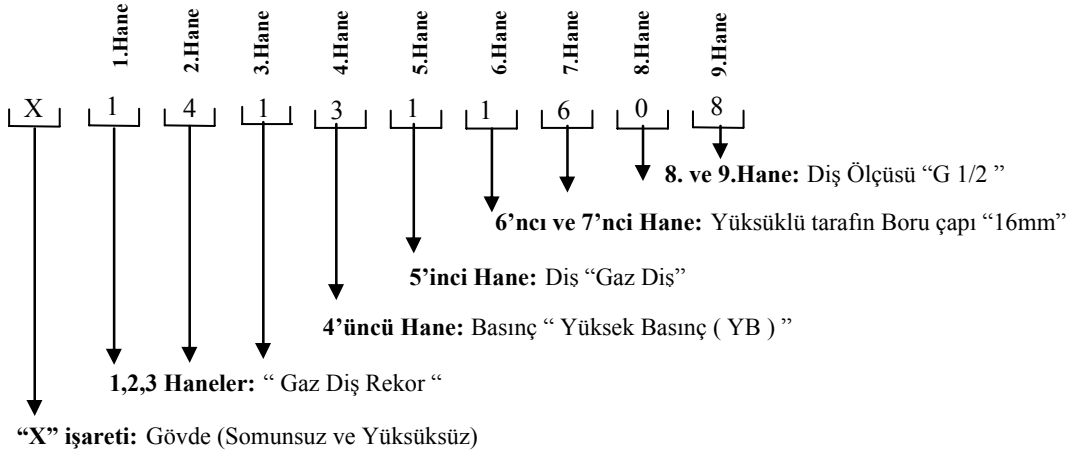 1.Hane 2.Hane 3.Hane 4.Hane 5.Hane 6.Hane 7.Hane 8.Hane 9.Hane
X 1 4 1 3 1 1 6 0 8
8. ve 9.Hane: Diş Ölçüsü “G 1/2 ”
6’ncı ve 7’nci Hane: Yüksüklü tarafın Boru çapı “16mm”
5’inci Hane: Diş “Gaz Diş”
4’üncü Hane: Basınç “ Yüksek Basınç ( YB ) ”
1,2,3 Haneler: “ Gaz Diş Rekor “
“X” işareti: Gövde (Somunsuz ve Yüksüksüz)